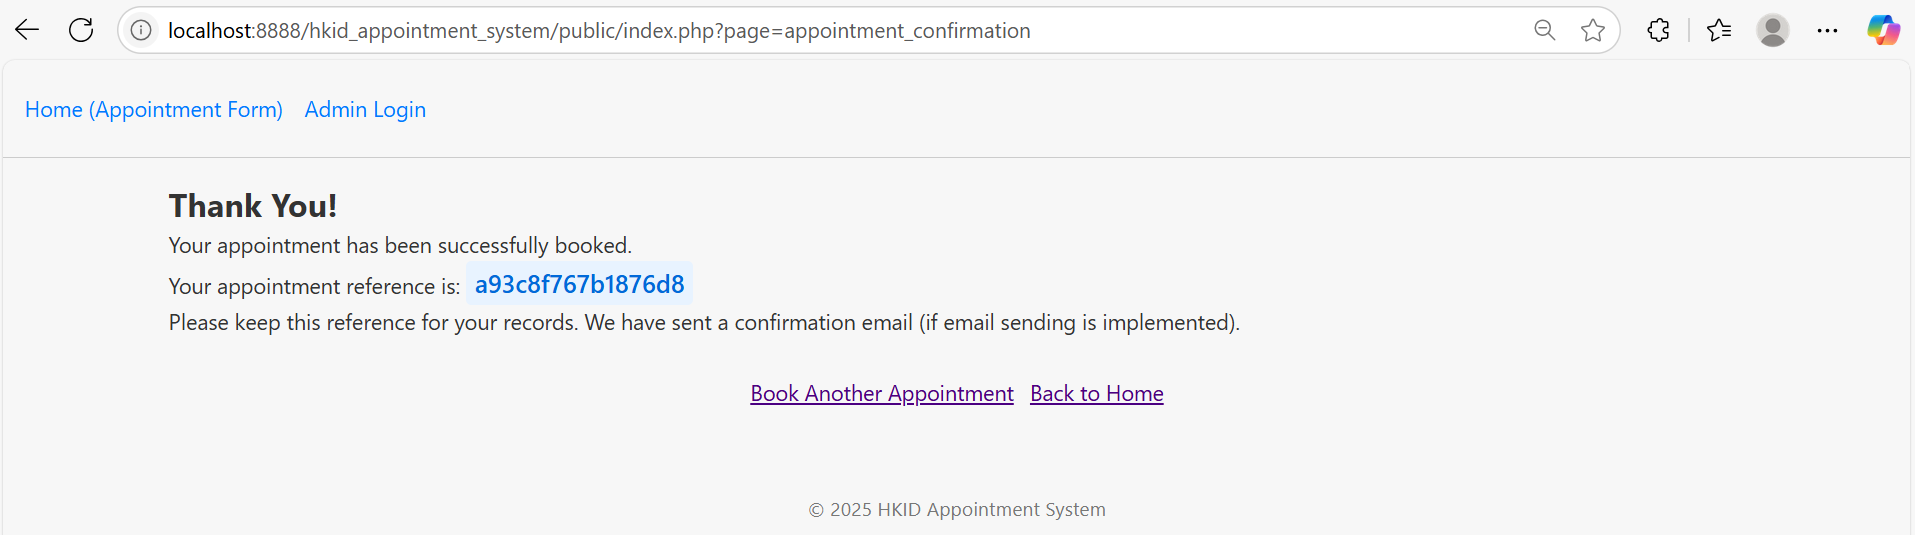 localhost:8888/hkid_appointment_system/public/index.php?page=appointment_confirmation
Home (Appointment Form) Admin Login
Thank You!
Your appointment has been successfully booked.
Your appointment reference is: a93c8f767b1876d8
Please keep this reference for your records. We have sent a confirmation email (if email sending is implemented).
Book Another Appointment Back to Home
© 2025 HKID Appointment System